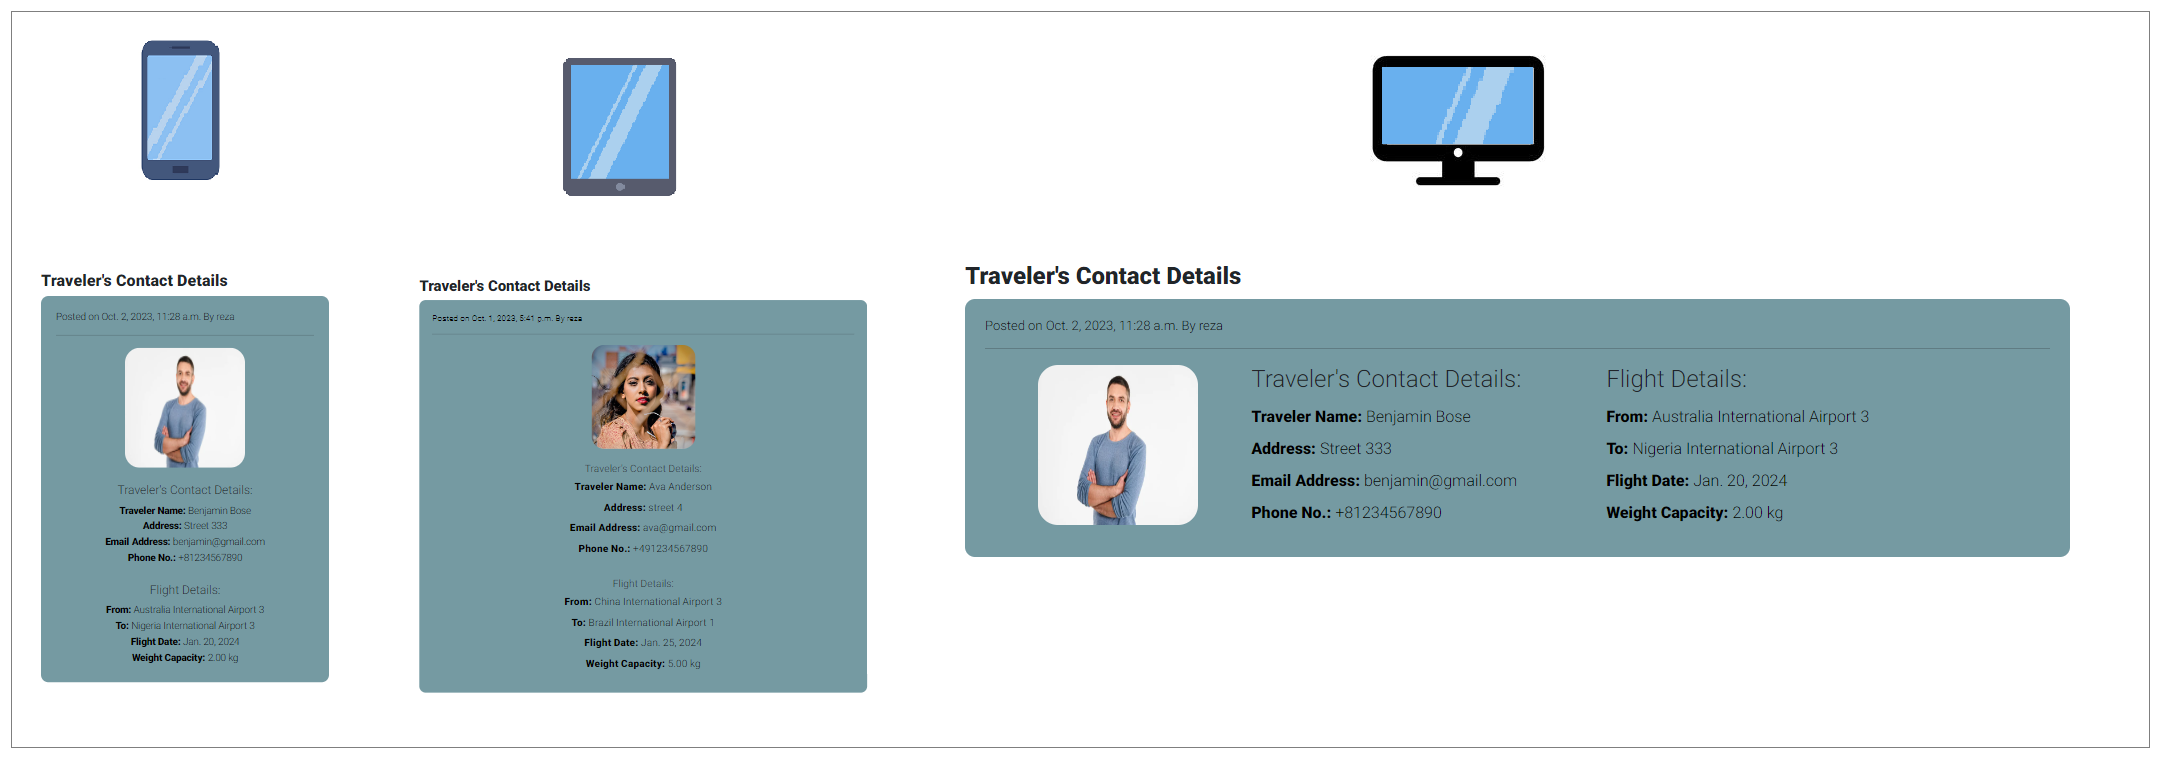 Traveler's Contact Details
Posted on Oct. 2, 2023, 11:28 a.m. By reza
Traveler's Contact Details:
Traveler Name: Benjamin Bose
Address: Street 333
Email Address: benjamin@gmail.com
Phone No.: +81234567890
Flight Details:
From: Australia International Airport 3
To: Nigeria International Airport 3
Flight Date: Jan. 20, 2024
Weight Capacity: 2.00 kg
Traveler's Contact Details
Posted on Oct. 1, 2023, 5:41 p.m. By reza
Traveler's Contact Details:
Traveler Name: Ava Anderson
Address: street 4
Email Address: ava@gmail.com
Phone No.: +491234567890
Flight Details:
From: China International Airport 3
To: Brazil International Airport 1
Flight Date: Jan. 25, 2024
Weight Capacity: 5.00 kg
Traveler's Contact Details
Posted on Oct. 2, 2023, 11:28 a.m. By reza
Traveler's Contact Details:
Traveler Name: Benjamin Bose
Address: Street 333
Email Address: benjamin@gmail.com
Phone No.: +81234567890
Flight Details:
From: Australia International Airport 3
To: Nigeria International Airport 3
Flight Date: Jan. 20, 2024
Weight Capacity: 2.00 kg